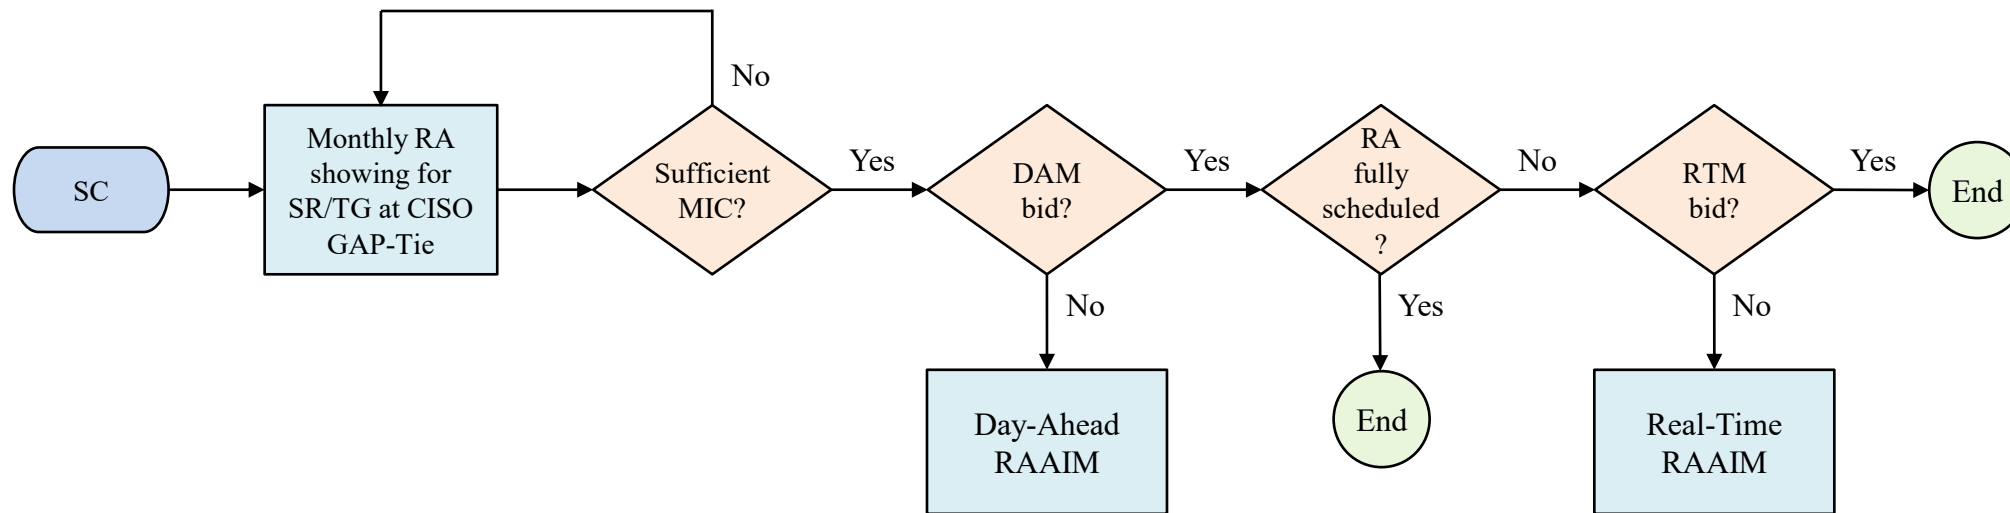 SC
Monthly RA
showing for
SR/TG at CISO
GAP-Tie
No
Sufficient
MIC?
Yes
DAM
bid?
No
Day-Ahead
RAAIM
Yes
RA
fully
scheduled
?
Yes
End
No
RTM
bid?
No
Real-Time
RAAIM
Yes
End